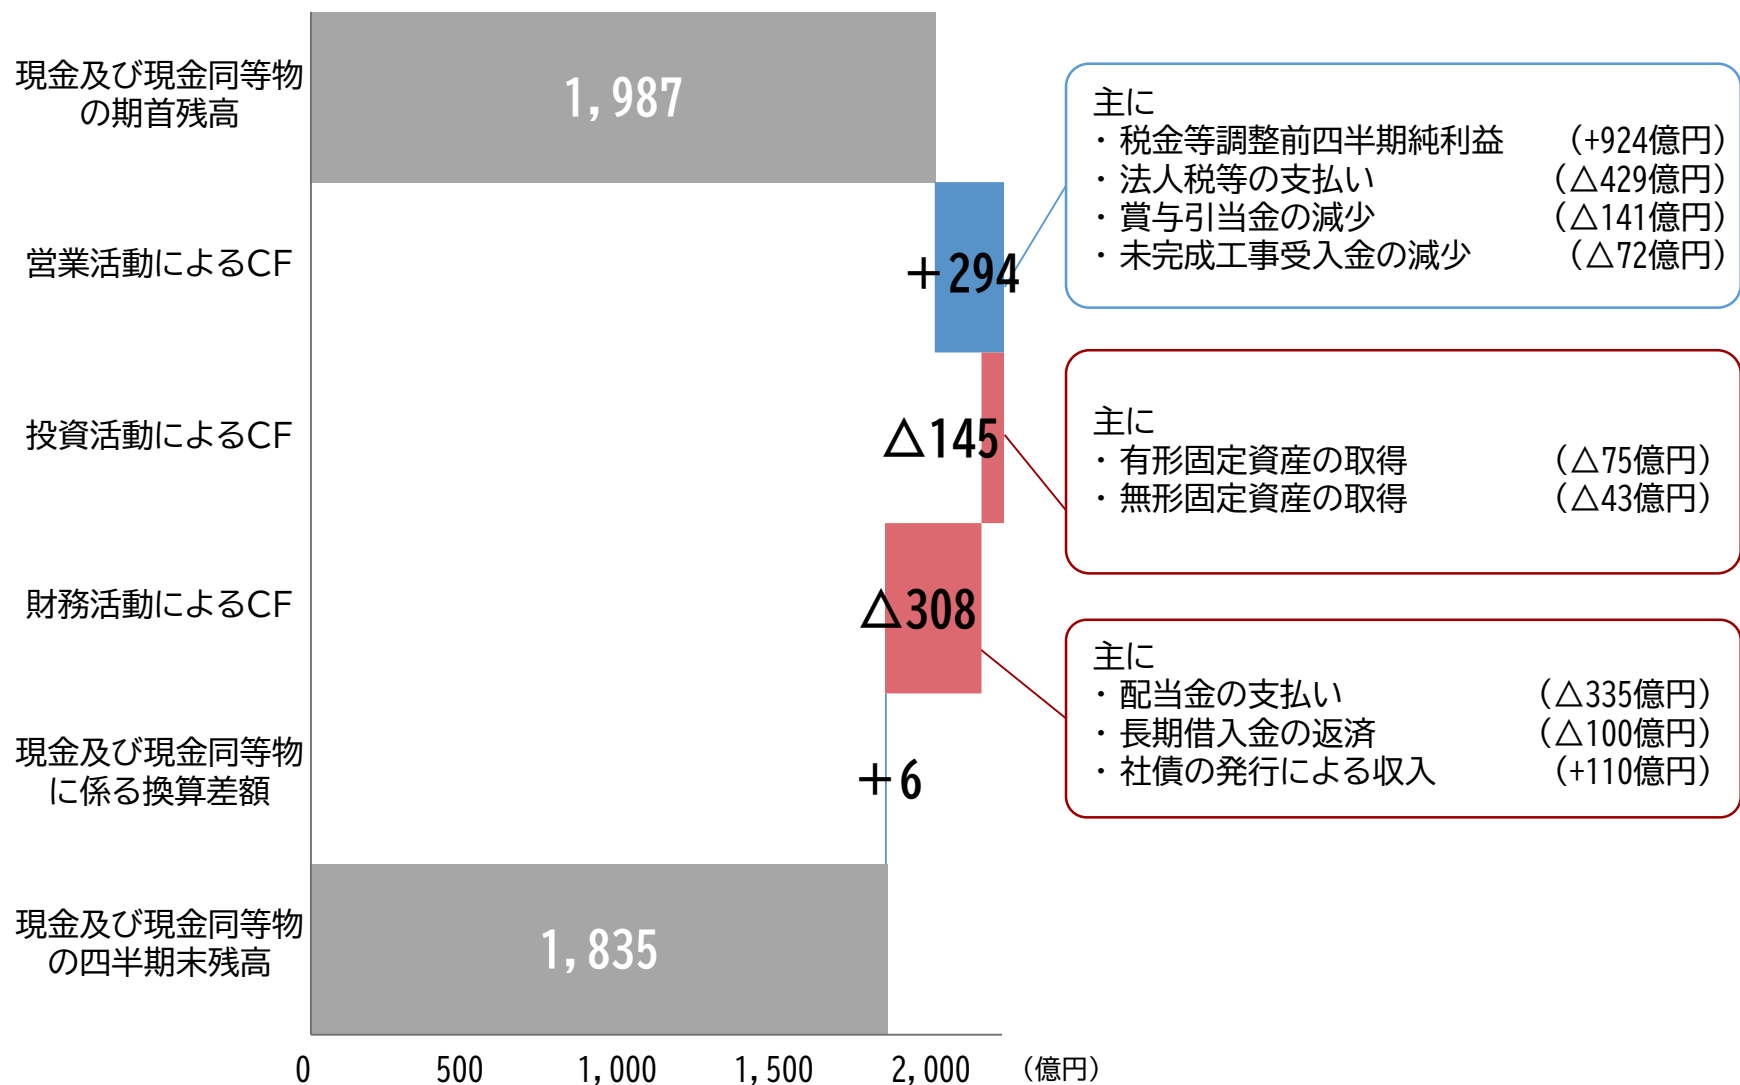 現金及び現金同等物
の期首残高
1,987
主に
・税金等調整前四半期純利益 （+924億円）
・法人税等の支払い （△429億円）
・賞与引当金の減少 （△141億円）
・未完成工事受入金の減少 （△72億円）
営業活動によるCF
＋294
投資活動によるCF
△145
主に
・有形固定資産の取得 （△75億円）
・無形固定資産の取得 （△43億円）
財務活動によるCF
△308
主に
・配当金の支払い （△335億円）
・長期借入金の返済 （△100億円）
・社債の発行による収入 （+110億円）
現金及び現金同等物
に係る換算差額
＋6
現金及び現金同等物
の四半期末残高
1,835
0 500 1,000 1,500 2,000 （億円）